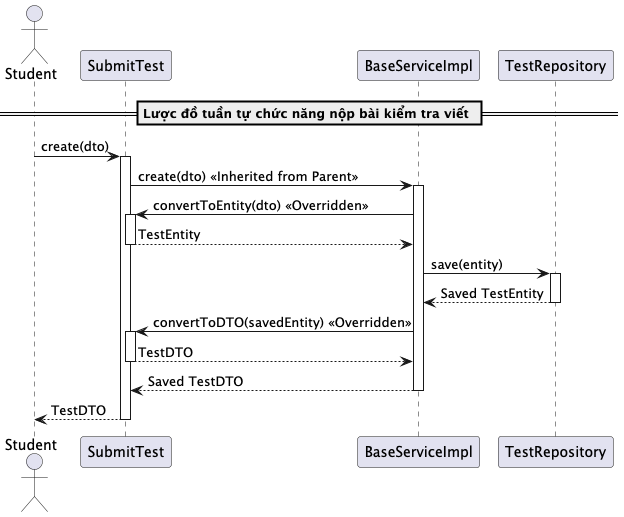 Student
SubmitTest
BaseServiceImpl
TestRepository
Lược đồ tuần tự chức năng nộp bài kiểm tra viết
create(dto)
create(dto) «Inherited from Parent»
convertToEntity(dto) «Overridden»
TestEntity
save(entity)
Saved TestEntity
convertToDTO(savedEntity) «Overridden»
TestDTO
Saved TestDTO
TestDTO
Student
SubmitTest
BaseServiceImpl
TestRepository